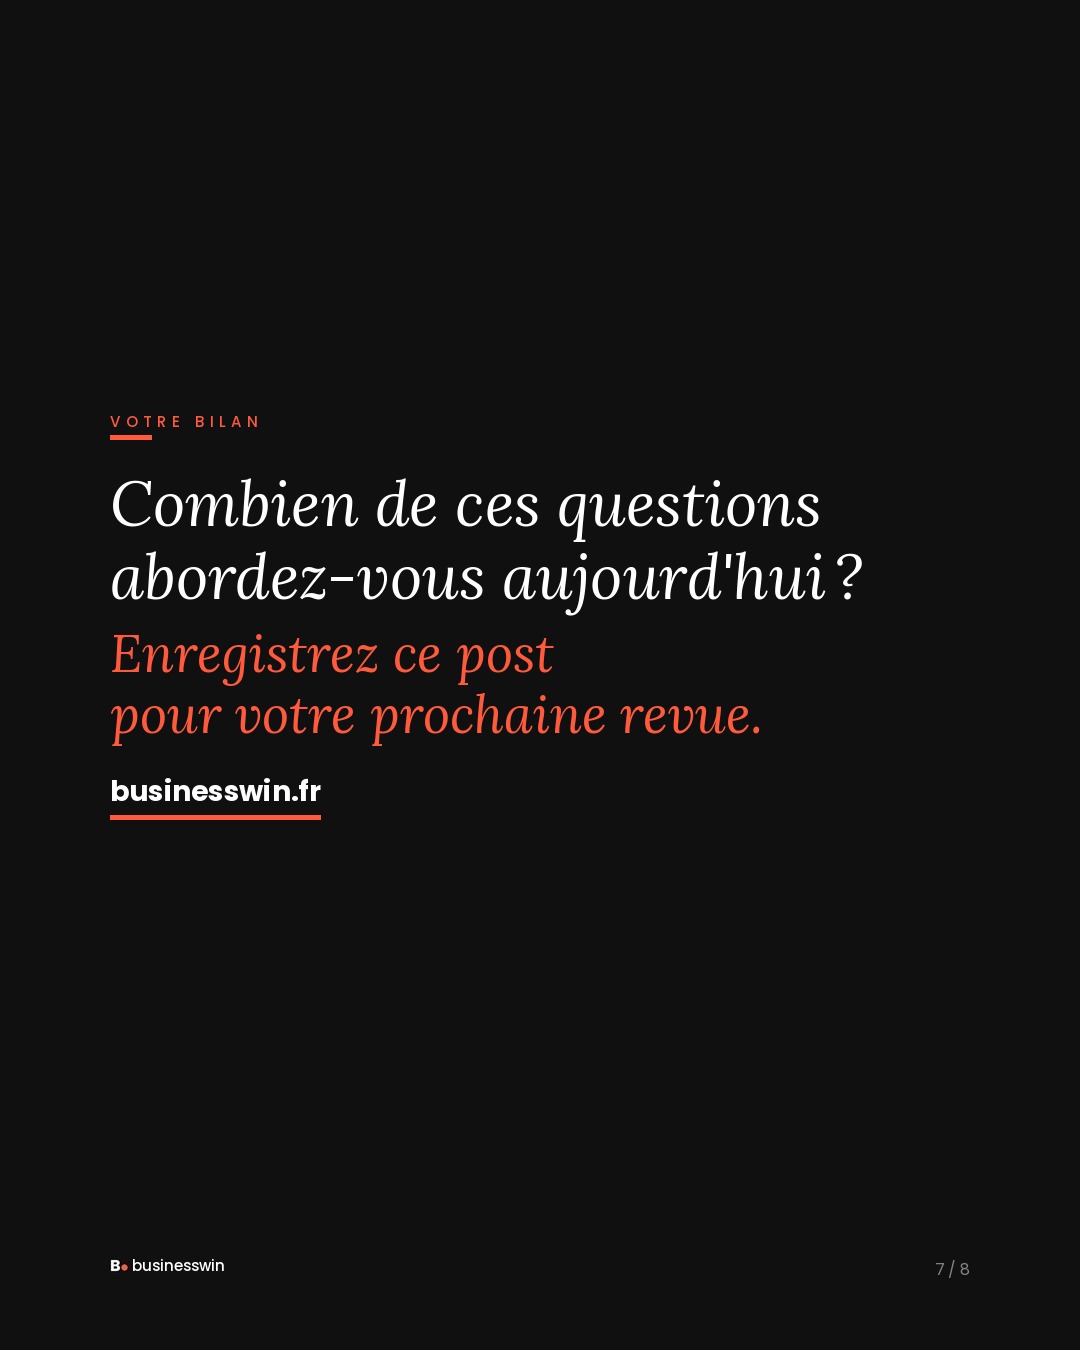 VOTRE BILAN
Combien de ces questions
abordez-vous aujourd'hui ?
Enregistrez ce post
pour votre prochaine revue.
businesswin.fr
B• businesswin
7 / 8